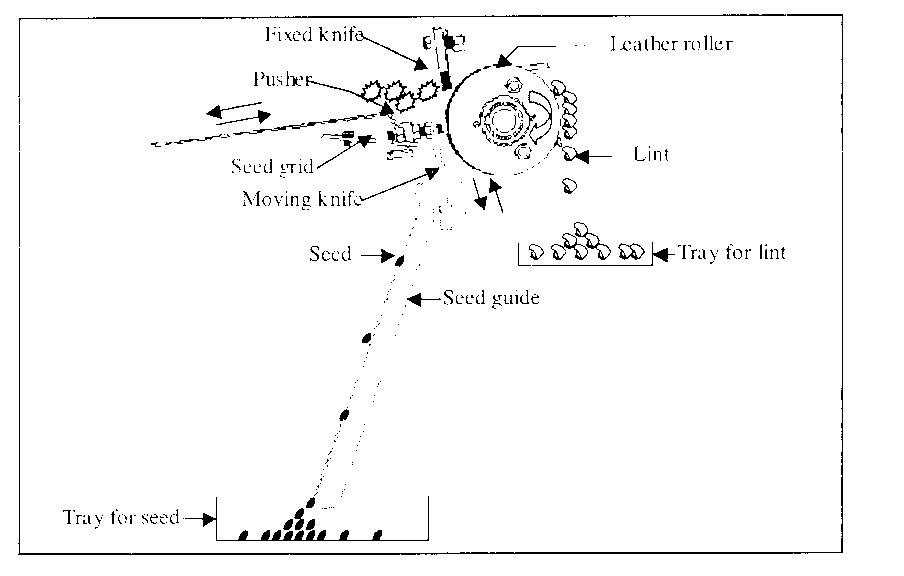 Fixed knife
Leather roller
Pusher
Lint
Seed grid
Moving knife
Seed
Tray for lint
Seed guide
Tray for seed